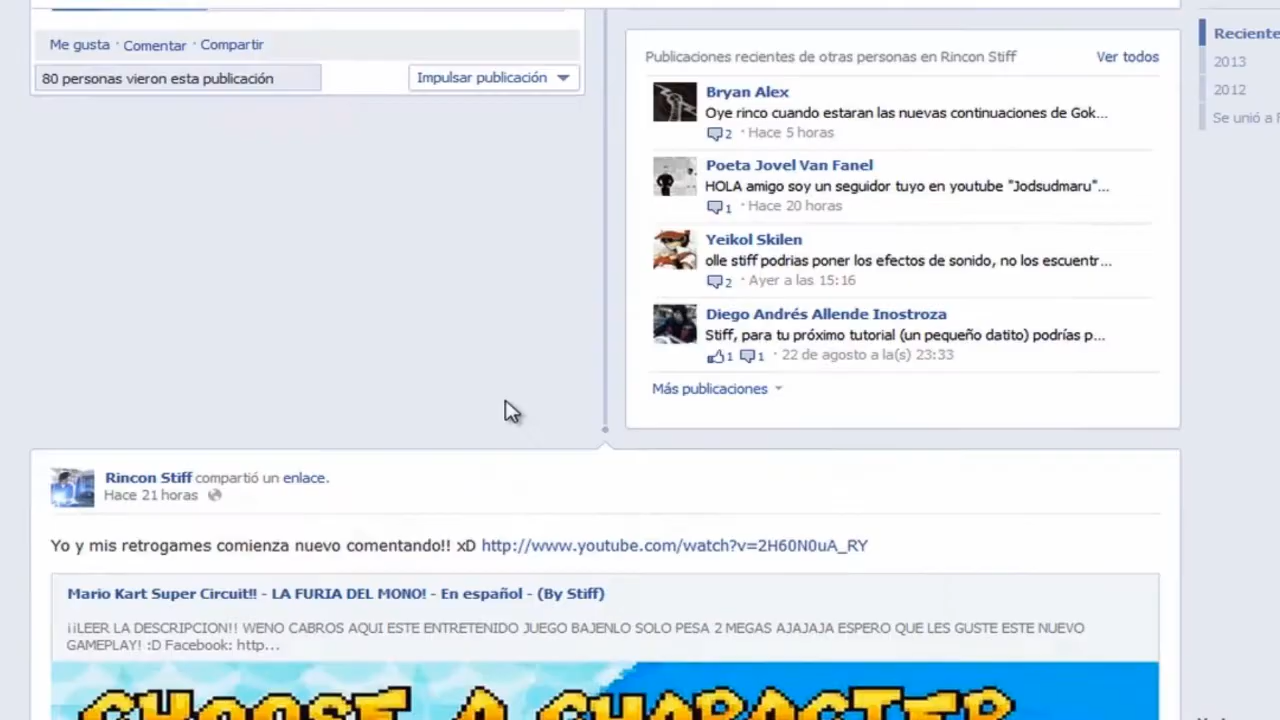 Me gusta · Comentar · Compartir
80 personas vieron esta publicación
Impulsar publicación
Publicaciones recientes de otras personas en Rincon Stiff
Ver todos
Bryan Alex
Oye rinco cuando estaran las nuevas continuaciones de Gok...
2 · Hace 5 horas
Poeta Jovel Van Fanel
HOLA amigo soy un seguidor tuyo en youtube "Jodsudmaru"...
1 · Hace 20 horas
Yeikol Skilen
olle stiff podrias poner los efectos de sonido, no los escuentr...
2 · Ayer a las 15:16
Diego Andrés Allende Inostroza
Stiff, para tu próximo tutorial (un pequeño datito) podrías p...
1 1 · 22 de agosto a la(s) 23:33
Más publicaciones
Reciente
2013
2012
Se unió a F
Rincon Stiff compartió un enlace.
Hace 21 horas
Yo y mis retrogames comienza nuevo comentando!! xD http://www.youtube.com/watch?v=2H60N0uA_RY
Mario Kart Super Circuit!! - LA FURIA DEL MONO! - En español - (By Stiff)
¡¡LEER LA DESCRIPCION!! WENO CABROS AQUI ESTE ENTRETENIDO JUEGO BAJENLO SOLO PESA 2 MEGAS AJAJAJA ESPERO QUE LES GUSTE ESTE NUEVO
GAMEPLAY! :D Facebook: http...
CHOOSE A CHARACTER